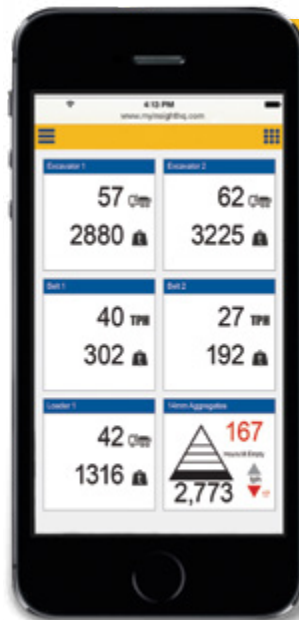 4:13 PM
www.myinsighthq.com
Excavator 1
57
2880
Excavator 2
62
3225
Belt 1
40 TPH
302
Belt 2
27 TPH
192
Loader 1
42
1316
14mm Aggregates
167
Hours till Empty
2,773